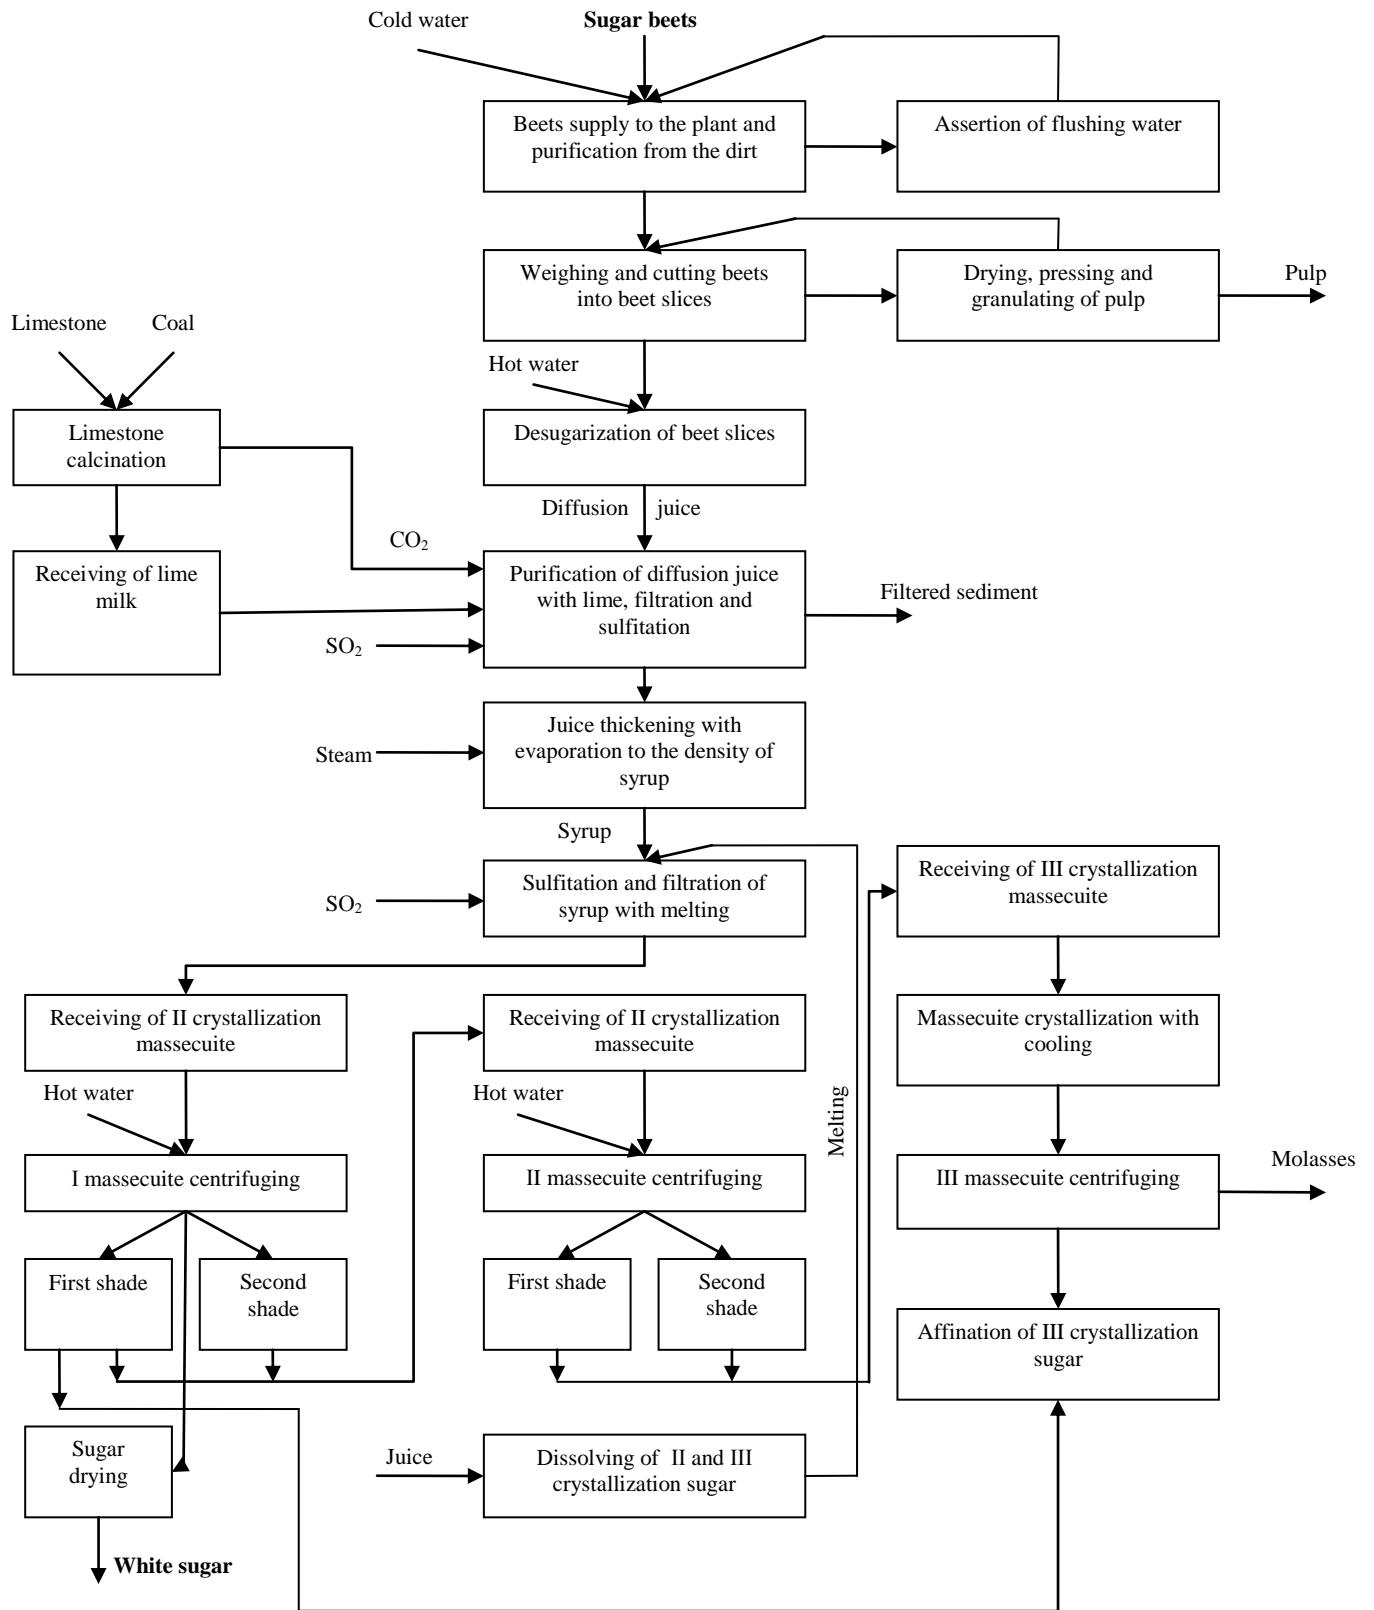 Cold water
Sugar beets
Beets supply to the plant and
purification from the dirt
Assertion of flushing water
Weighing and cutting beets
into beet slices
Drying, pressing and
granulating of pulp
Pulp
Limestone
Coal
Hot water
Limestone
calcination
Desugarization of beet slices
Diffusion juice
CO₂
Receiving of lime
milk
Purification of diffusion juice
with lime, filtration and
sulfitation
Filtered sediment
SO₂
Juice thickening with
evaporation to the density of
syrup
Steam
Syrup
Sulfitation and filtration of
syrup with melting
SO₂
Receiving of III crystallization
massecuite
Receiving of II crystallization
massecuite
Receiving of II crystallization
massecuite
Massecuite crystallization with
cooling
Hot water
Hot water
Melting
I massecuite centrifuging
II massecuite centrifuging
III massecuite centrifuging
Molasses
First shade
Second
shade
First shade
Second
shade
Affination of III crystallization
sugar
Sugar
drying
Juice
Dissolving of II and III
crystallization sugar
White sugar